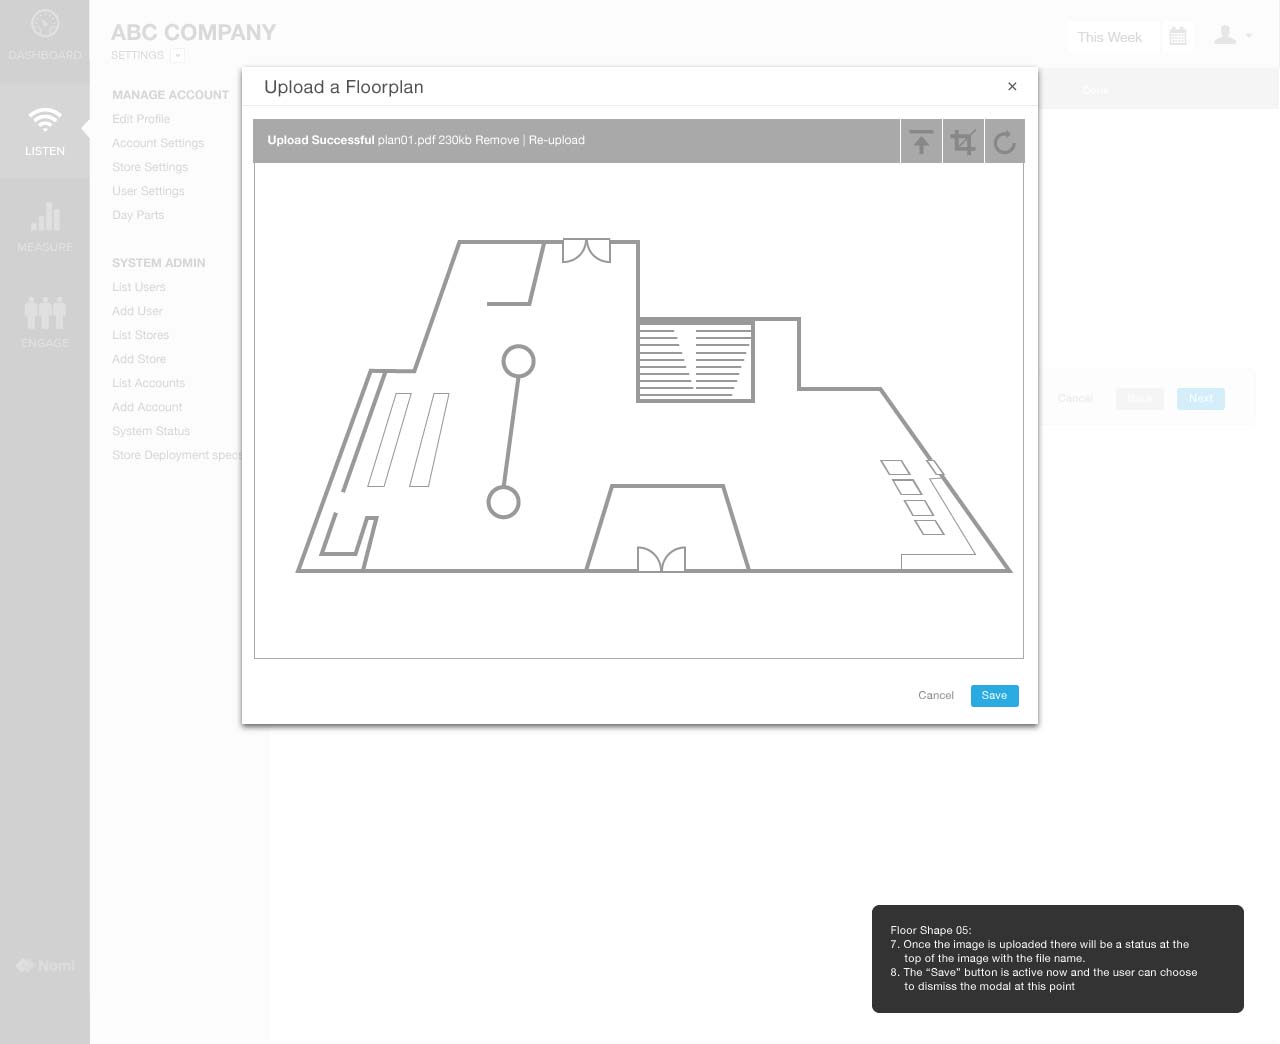 DASHBOARD
LISTEN
MEASURE
ENGAGE
Nomi
ABC COMPANY
SETTINGS
This Week
MANAGE ACCOUNT
Edit Profile
Account Settings
Store Settings
User Settings
Day Parts
SYSTEM ADMIN
List Users
Add User
List Stores
Add Store
List Accounts
Add Account
System Status
Store Deployment specs
Done
Cancel
Back
Next
Upload a Floorplan
Upload Successful plan01.pdf 230kb Remove | Re-upload
Cancel
Save
Floor Shape 05:
7. Once the image is uploaded there will be a status at the
top of the image with the file name.
8. The “Save” button is active now and the user can choose
to dismiss the modal at this point